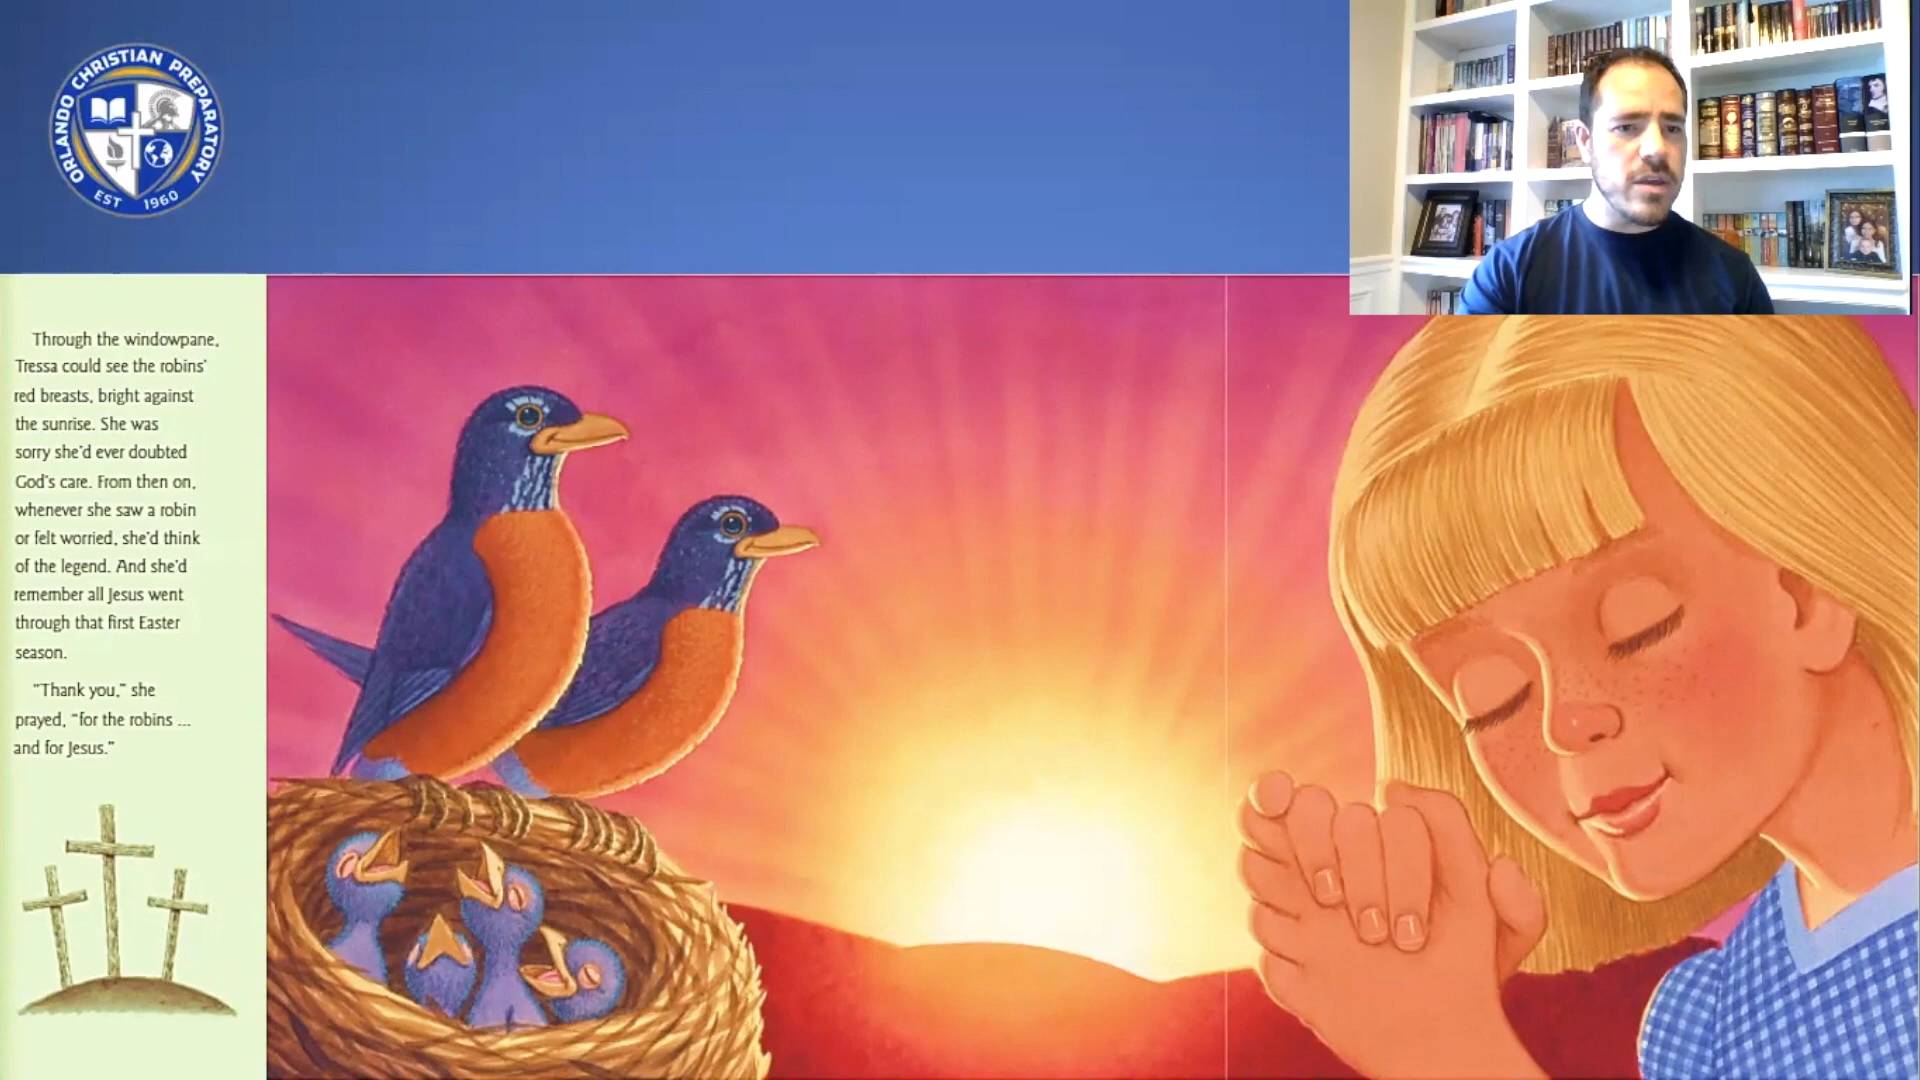 ORLANDO CHRISTIAN PREPARATORY
EST 1960
Through the windowpane,
Tressa could see the robins'
red breasts, bright against
the sunrise. She was
sorry she'd ever doubted
God's care. From then on,
whenever she saw a robin
or felt worried, she'd think
of the legend. And she'd
remember all Jesus went
through that first Easter
season.
"Thank you," she
prayed, "for the robins ...
and for Jesus."